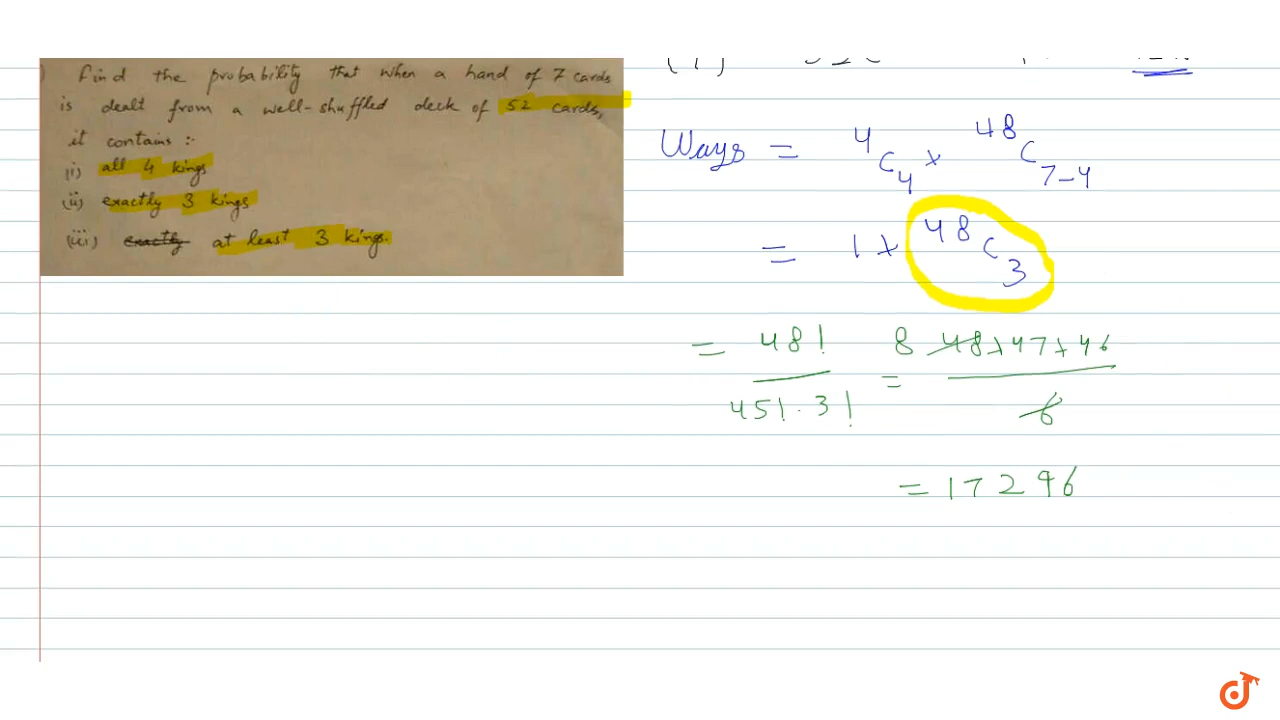 Find the probability that when a hand of 7 cards
is dealt from a well-shuffled deck of 52 cards,
it contains :-
(i) all 4 kings
(ii) exactly 3 kings
(iii) exactly at least 3 kings.
Ways = 4C4 × 48C7-4
= 1 × 48C3
= 48! / 45! · 3! = 8 48×47×46 / 6
= 17296